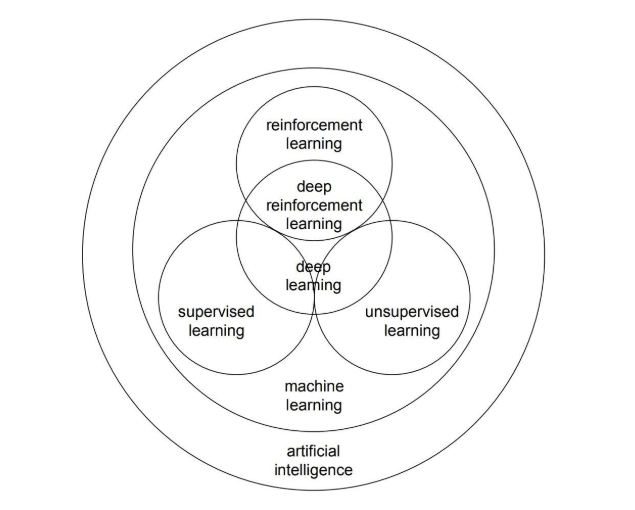 reinforcement
learning
deep
reinforcement
learning
deep
learning
supervised
learning
unsupervised
learning
machine
learning
artificial
intelligence